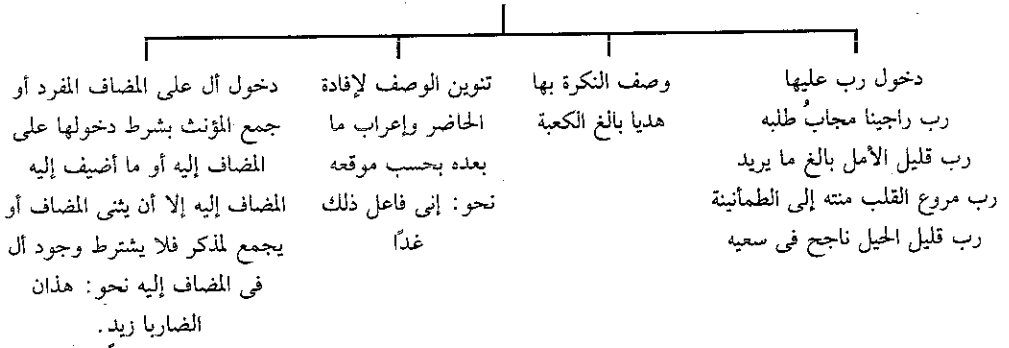 دخول رب عليها
رب راجينا مجابُ طلبه
رب قليل الأمل بالغ ما يريد
رب مروع القلب منته إلى الطمأنينة
رب قليل الحيل ناجح فى سعيه
وصف النكرة بها
هديا بالغ الكعبة
تنوين الوصف لإفادة
الحاضر وإعراب ما
بعده بحسب موقعه
نحو : إنى فاعل ذلك
غدًا
دخول أل على المضاف المفرد أو
جمع المؤنث بشرط دخولها على
المضاف إليه أو ما أضيف إليه
المضاف إليه إلا أن يثنى المضاف أو
يجمع لمذكر فلا يشترط وجود أل
فى المضاف إليه نحو : هذان
الضاربا زيد .